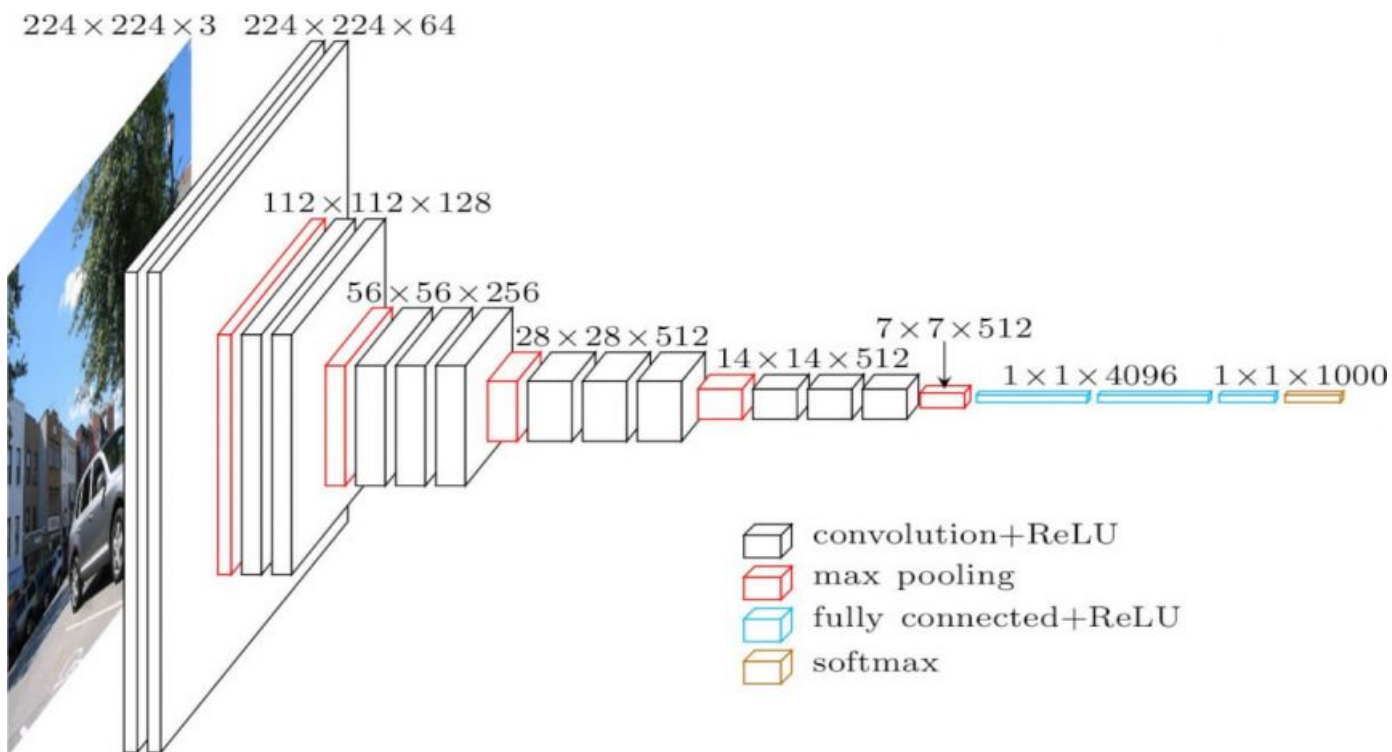 224 × 224 × 3
224 × 224 × 64
112 × 112 × 128
56 × 56 × 256
28 × 28 × 512
14 × 14 × 512
7 × 7 × 512
1 × 1 × 4096
1 × 1 × 1000
convolution+ReLU
max pooling
fully connected+ReLU
softmax